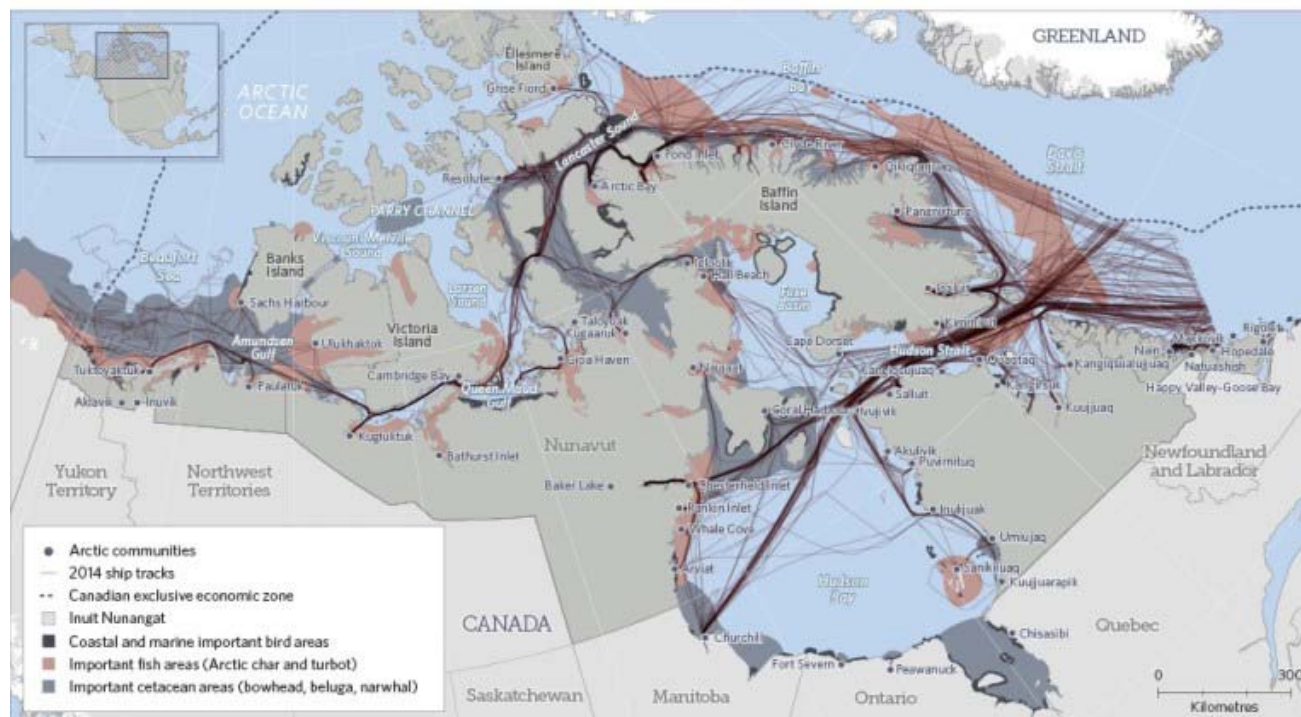 GREENLAND
Ellesmere
Island
Baffin
Bay
ARCTIC
OCEAN
Grise Fiord
Lancaster Sound
Pond Inlet
Clyde River
Davis
Strait
Resolute
Arctic Bay
Qikiqtarjuaq
PARRY CHANNEL
Baffin
Island
Pangnirtung
Viscount Melville
Sound
Beaufort
Sea
Banks
Island
Igloolik
Hall Beach
Larsen
Sound
Foxe
Basin
Iqaluit
Sachs Harbour
Victoria
Island
Taloyoak
Kugaaruk
Kimmirut
Amundsen
Gulf
Ulukhaktok
Cape Dorset
Hudson Strait
Makkovik
Rigolet
Gjoa Haven
Nain
Hopedale
Tuktoyaktuk
Paulatuk
Cambridge Bay
Naujaat
Kangiqsujuaq
Quaqtaq
Kangiqsualujjuaq
Natuashish
Queen Maud
Gulf
Salluit
Kangirsuk
Happy Valley-Goose Bay
Aklavik
Inuvik
Coral Harbour
Ivujivik
Kuujjuaq
Kugluktuk
Nunavut
Bathurst Inlet
Akulivik
Puvirnituq
Newfoundland
and Labrador
Yukon
Territory
Northwest
Territories
Baker Lake
Chesterfield Inlet
Rankin Inlet
Inukjuak
Whale Cove
Umiujaq
Arviat
Sanikiluaq
Kuujjuarapik
Hudson
Bay
CANADA
Churchill
Chisasibi
Quebec
Fort Severn
Peawanuck
Saskatchewan
Manitoba
Ontario
Arctic communities
2014 ship tracks
Canadian exclusive economic zone
Inuit Nunangat
Coastal and marine important bird areas
Important fish areas (Arctic char and turbot)
Important cetacean areas (bowhead, beluga, narwhal)
0 300
Kilometres